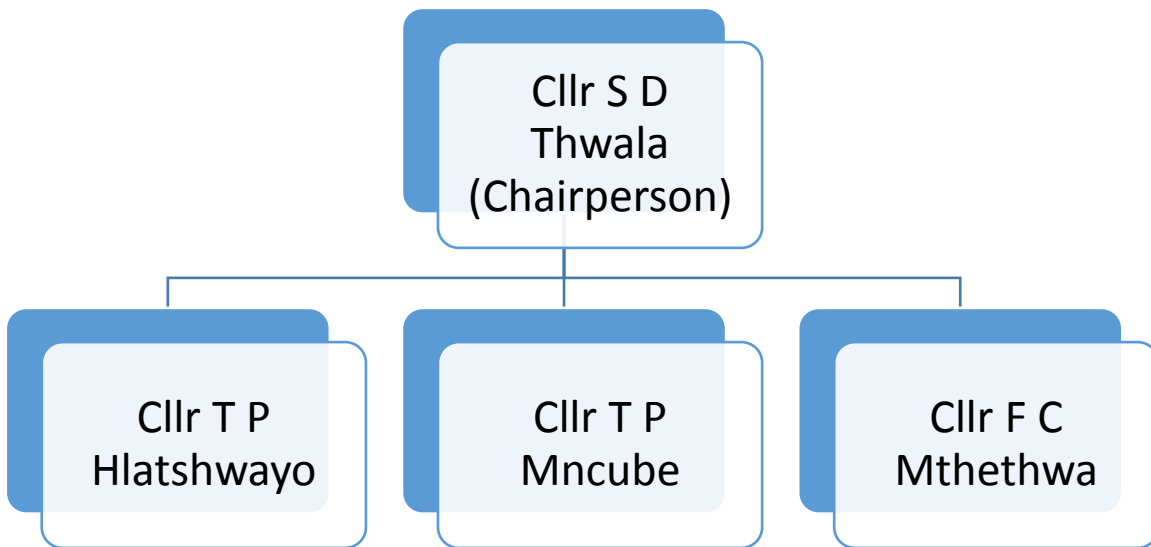 Cllr S D
Thwala
(Chairperson)
Cllr T P
Hlatshwayo
Cllr T P
Mncube
Cllr F C
Mthethwa